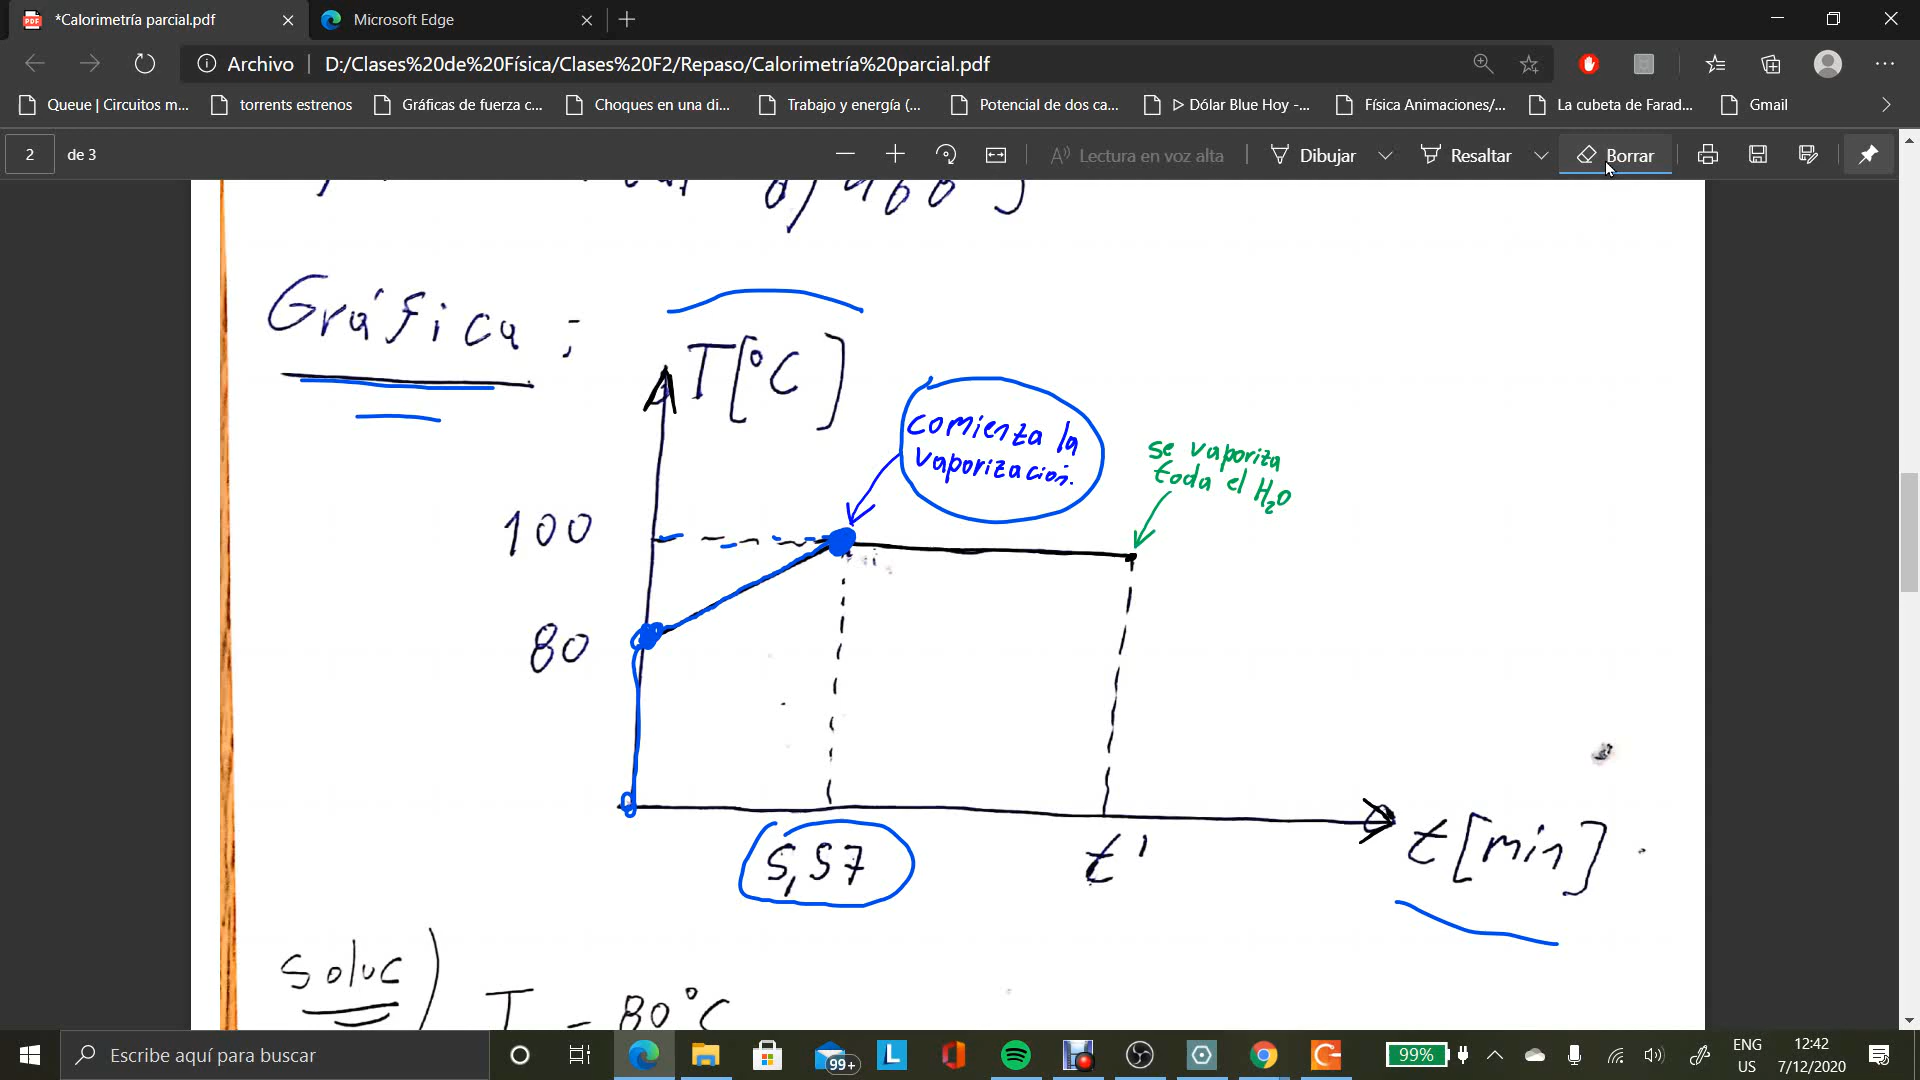 *Calorimetría parcial.pdf
Microsoft Edge
Archivo
D:/Clases%20de%20Física/Clases%20F2/Repaso/Calorimetría%20parcial.pdf
Queue | Circuitos m...
torrents estrenos
Gráficas de fuerza c...
Choques en una di...
Trabajo y energía (...
Potencial de dos ca...
ᐅ Dólar Blue Hoy -...
Física Animaciones/...
La cubeta de Farad...
Gmail
2
de 3
Lectura en voz alta
Dibujar
Resaltar
Borrar
Gráfica :
T[°C]
comienza la
vaporización.
se vaporiza
toda el H₂O
100
80
5,57
t'
t[min]
soluc)
T = 80°C
Escribe aquí para buscar
99+
99%
ENG
US
12:42
7/12/2020